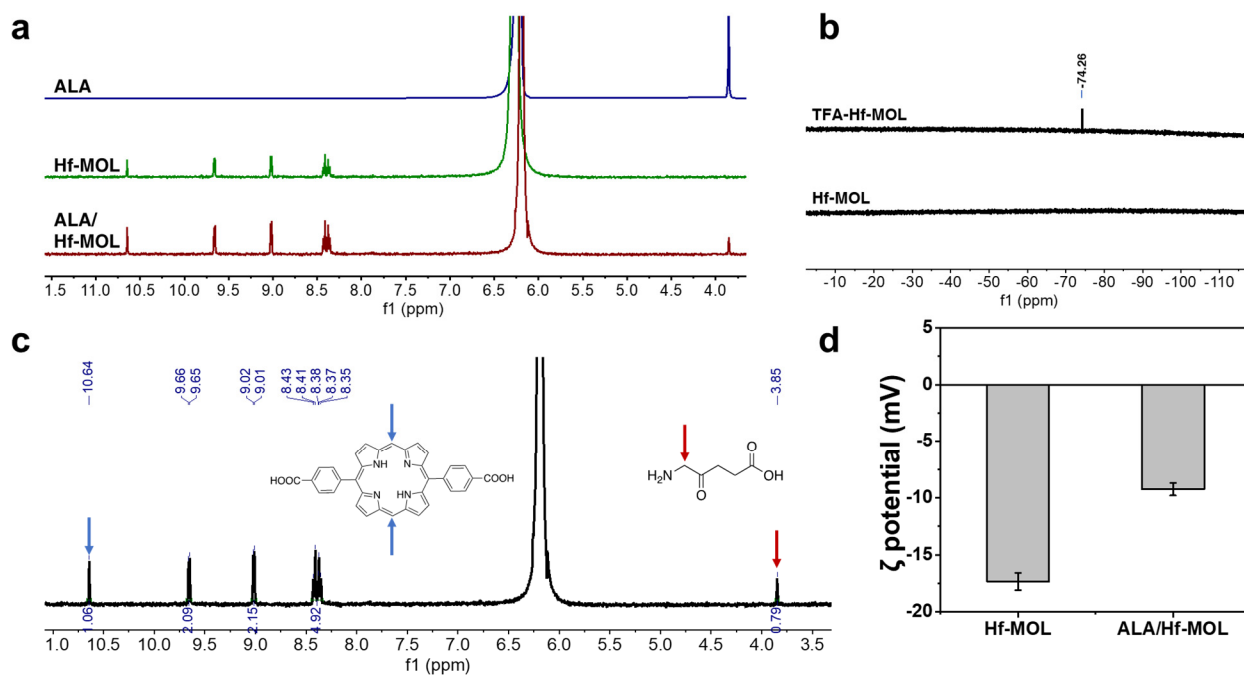 a
ALA
Hf-MOL
ALA/
Hf-MOL
1.5 11.0 10.5 10.0 9.5 9.0 8.5 8.0 7.5 7.0 6.5 6.0 5.5 5.0 4.5 4.0
f1 (ppm)
b
-74.26
TFA-Hf-MOL
Hf-MOL
-10 -20 -30 -40 -50 -60 -70 -80 -90 -100 -110
f1 (ppm)
c
10.64
9.66
9.65
9.02
9.01
8.43
8.41
8.38
8.37
8.35
3.85
HOOC
NH
N
N
HN
COOH
H₂N
O
O
OH
1.06
2.09
2.15
4.92
0.79
1.0 10.5 10.0 9.5 9.0 8.5 8.0 7.5 7.0 6.5 6.0 5.5 5.0 4.5 4.0 3.5
f1 (ppm)
d
ζ potential (mV)
5
0
-5
-10
-15
-20
Hf-MOL
ALA/Hf-MOL